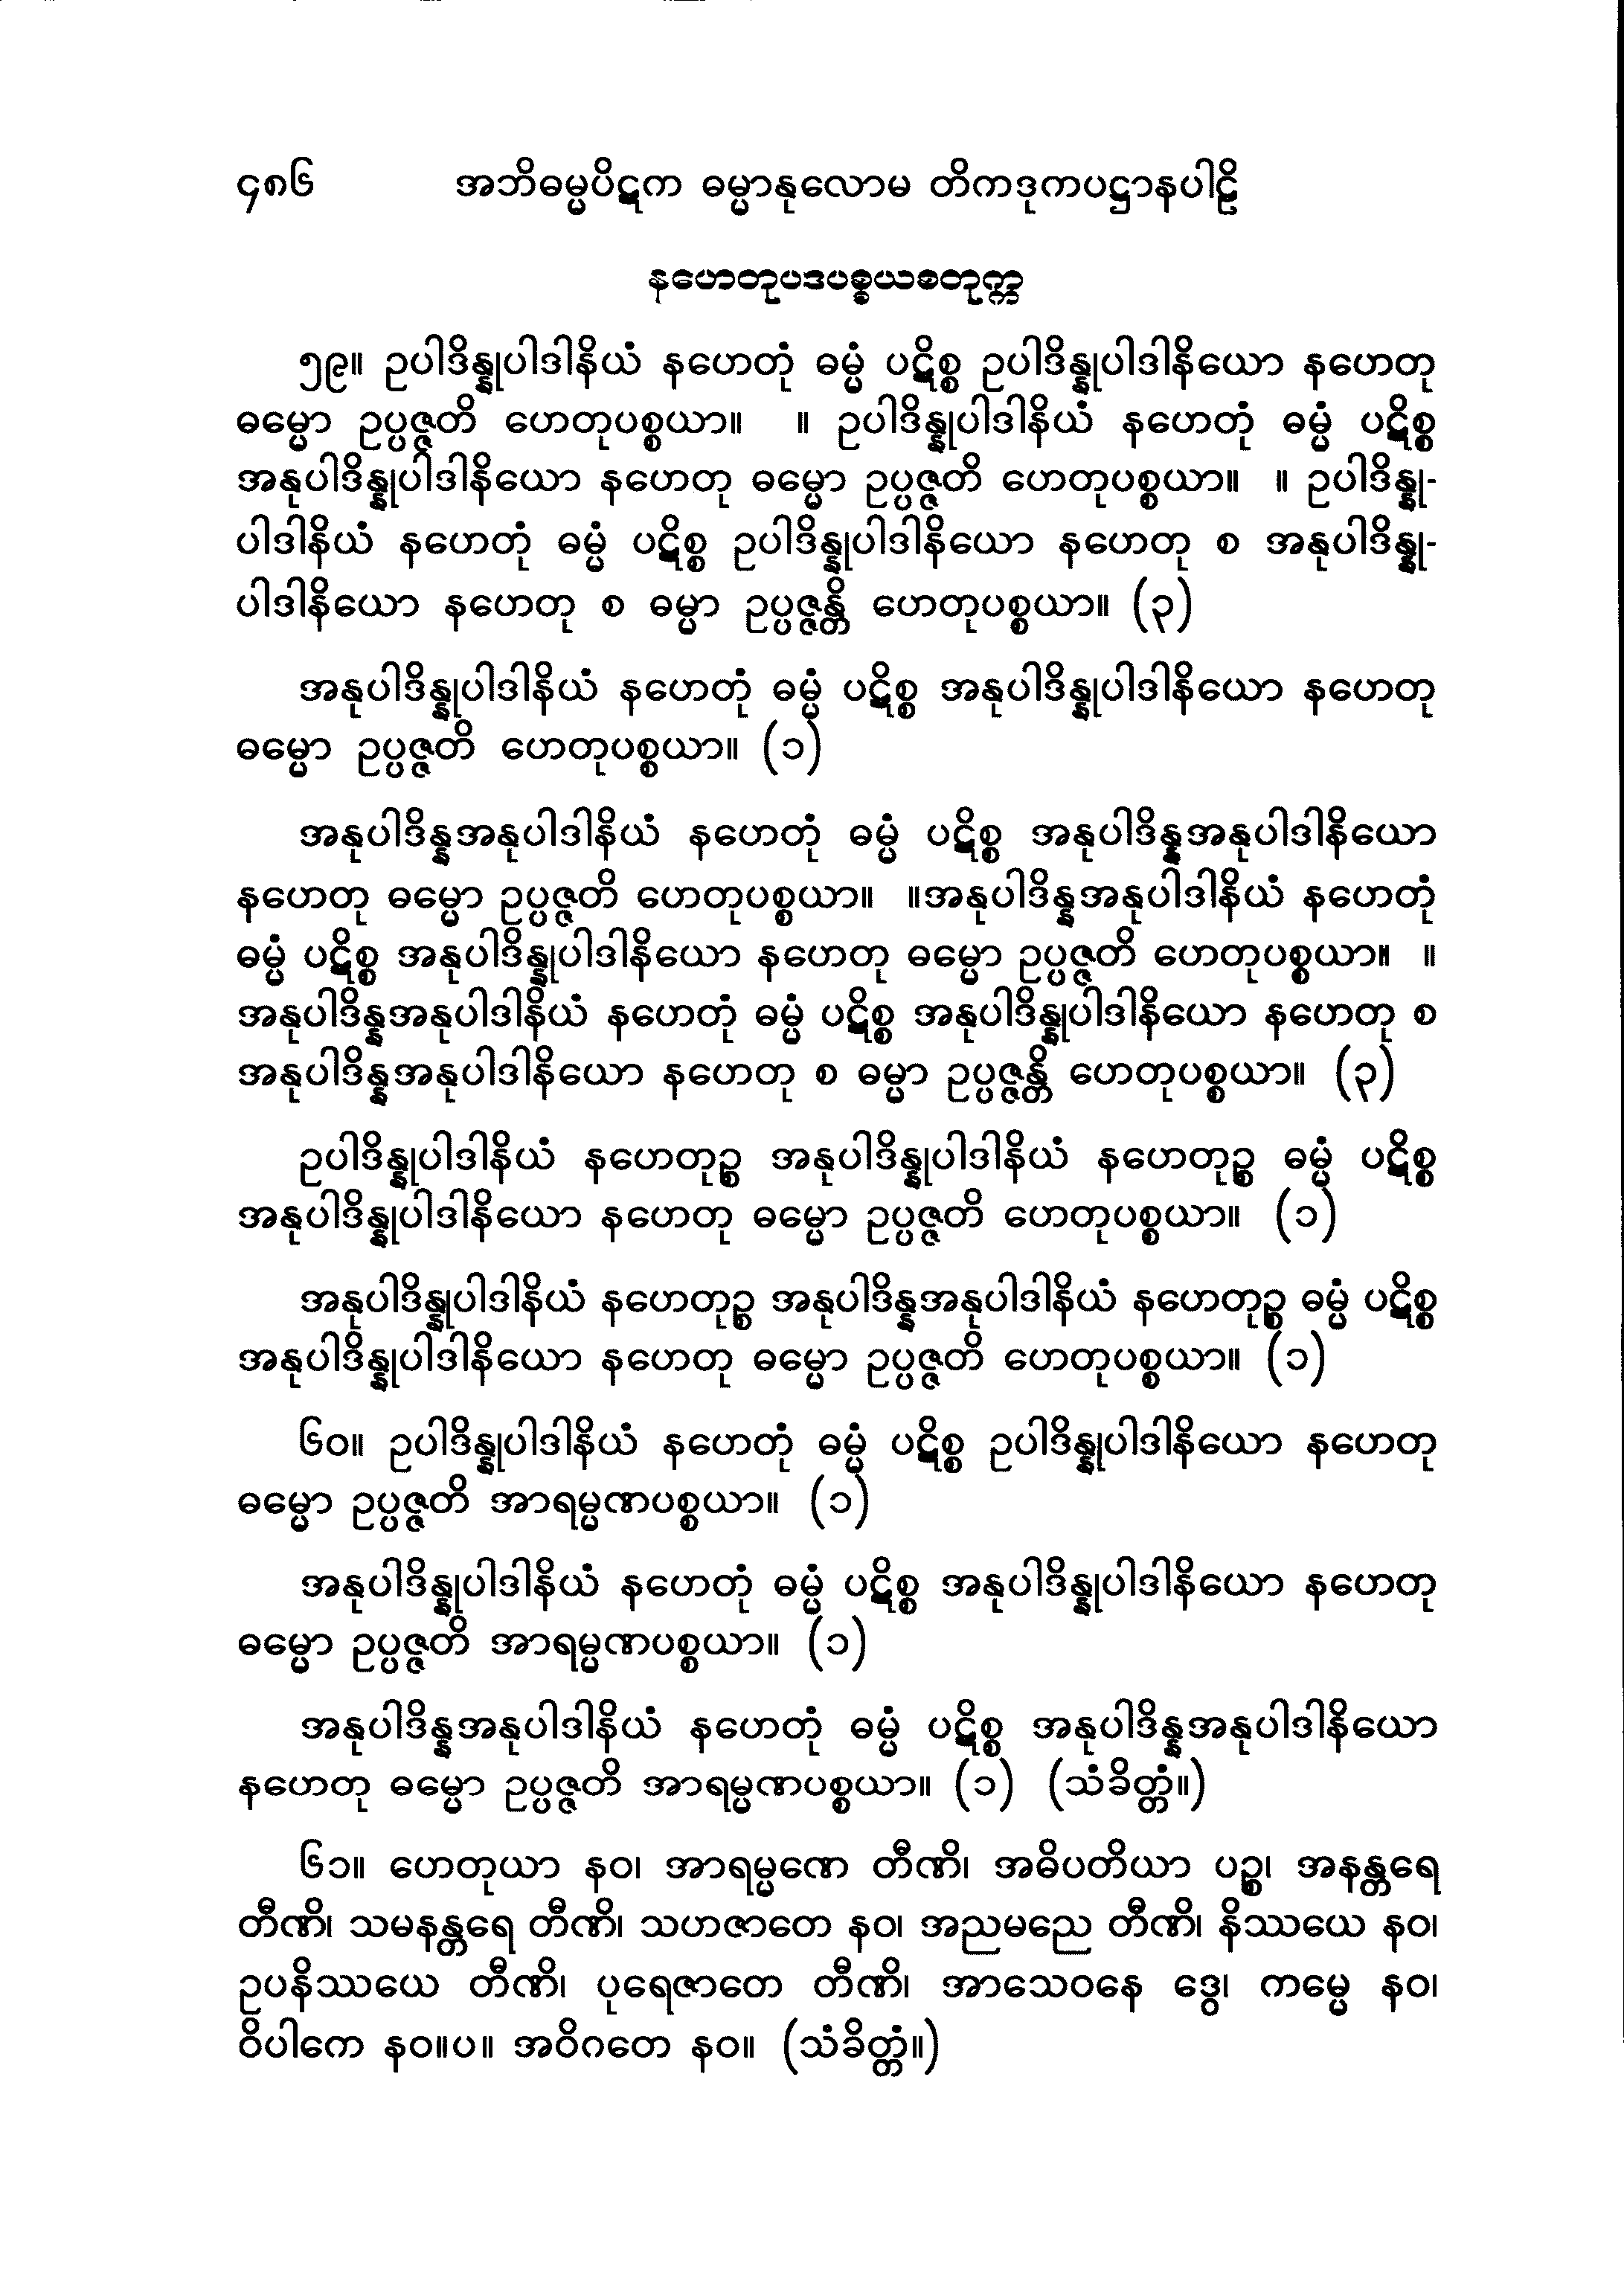 ၄၈၆ အဘိဓမ္မပိဋက ဓမ္မာနုလောမ တိကဒုကပဋ္ဌာနပါဠိ
နဟေတုပဒပစ္စယစတုက္က
၅၉။ ဥပါဒိန္နုပါဒါနိယံ နဟေတုံ ဓမ္မံ ပဋိစ္စ ဥပါဒိန္နုပါဒါနိယော နဟေတု
ဓမ္မော ဥပ္ပဇ္ဇတိ ဟေတုပစ္စယာ။ ။ ဥပါဒိန္နုပါဒါနိယံ နဟေတုံ ဓမ္မံ ပဋိစ္စ
အနုပါဒိန္နုပါဒါနိယော နဟေတု ဓမ္မော ဥပ္ပဇ္ဇတိ ဟေတုပစ္စယာ။ ။ ဥပါဒိန္နု-
ပါဒါနိယံ နဟေတုံ ဓမ္မံ ပဋိစ္စ ဥပါဒိန္နုပါဒါနိယော နဟေတု စ အနုပါဒိန္နု-
ပါဒါနိယော နဟေတု စ ဓမ္မာ ဥပ္ပဇ္ဇန္တိ ဟေတုပစ္စယာ။ (၃)
အနုပါဒိန္နုပါဒါနိယံ နဟေတုံ ဓမ္မံ ပဋိစ္စ အနုပါဒိန္နုပါဒါနိယော နဟေတု
ဓမ္မော ဥပ္ပဇ္ဇတိ ဟေတုပစ္စယာ။ (၁)
အနုပါဒိန္နအနုပါဒါနိယံ နဟေတုံ ဓမ္မံ ပဋိစ္စ အနုပါဒိန္နအနုပါဒါနိယော
နဟေတု ဓမ္မော ဥပ္ပဇ္ဇတိ ဟေတုပစ္စယာ။ ။အနုပါဒိန္နအနုပါဒါနိယံ နဟေတုံ
ဓမ္မံ ပဋိစ္စ အနုပါဒိန္နုပါဒါနိယော နဟေတု ဓမ္မော ဥပ္ပဇ္ဇတိ ဟေတုပစ္စယာ။ ။
အနုပါဒိန္နအနုပါဒါနိယံ နဟေတုံ ဓမ္မံ ပဋိစ္စ အနုပါဒိန္နုပါဒါနိယော နဟေတု စ
အနုပါဒိန္နအနုပါဒါနိယော နဟေတု စ ဓမ္မာ ဥပ္ပဇ္ဇန္တိ ဟေတုပစ္စယာ။ (၃)
ဥပါဒိန္နုပါဒါနိယံ နဟေတုဉ္စ အနုပါဒိန္နုပါဒါနိယံ နဟေတုဉ္စ ဓမ္မံ ပဋိစ္စ
အနုပါဒိန္နုပါဒါနိယော နဟေတု ဓမ္မော ဥပ္ပဇ္ဇတိ ဟေတုပစ္စယာ။ (၁)
အနုပါဒိန္နုပါဒါနိယံ နဟေတုဉ္စ အနုပါဒိန္နအနုပါဒါနိယံ နဟေတုဉ္စ ဓမ္မံ ပဋိစ္စ
အနုပါဒိန္နုပါဒါနိယော နဟေတု ဓမ္မော ဥပ္ပဇ္ဇတိ ဟေတုပစ္စယာ။ (၁)
၆၀။ ဥပါဒိန္နုပါဒါနိယံ နဟေတုံ ဓမ္မံ ပဋိစ္စ ဥပါဒိန္နုပါဒါနိယော နဟေတု
ဓမ္မော ဥပ္ပဇ္ဇတိ အာရမ္မဏပစ္စယာ။ (၁)
အနုပါဒိန္နုပါဒါနိယံ နဟေတုံ ဓမ္မံ ပဋိစ္စ အနုပါဒိန္နုပါဒါနိယော နဟေတု
ဓမ္မော ဥပ္ပဇ္ဇတိ အာရမ္မဏပစ္စယာ။ (၁)
အနုပါဒိန္နအနုပါဒါနိယံ နဟေတုံ ဓမ္မံ ပဋိစ္စ အနုပါဒိန္နအနုပါဒါနိယော
နဟေတု ဓမ္မော ဥပ္ပဇ္ဇတိ အာရမ္မဏပစ္စယာ။ (၁) (သံခိတ္တံ။)
၆၁။ ဟေတုယာ နဝ၊ အာရမ္မဏေ တီဏိ၊ အဓိပတိယာ ပဉ္စ၊ အနန္တရေ
တီဏိ၊ သမနန္တရေ တီဏိ၊ သဟဇာတေ နဝ၊ အညမညေ တီဏိ၊ နိဿယေ နဝ၊
ဥပနိဿယေ တီဏိ၊ ပုရေဇာတေ တီဏိ၊ အာသေဝနေ ဒွေ၊ ကမ္မေ နဝ၊
ဝိပါကေ နဝ။ပ။ အဝိဂတေ နဝ။ (သံခိတ္တံ။)